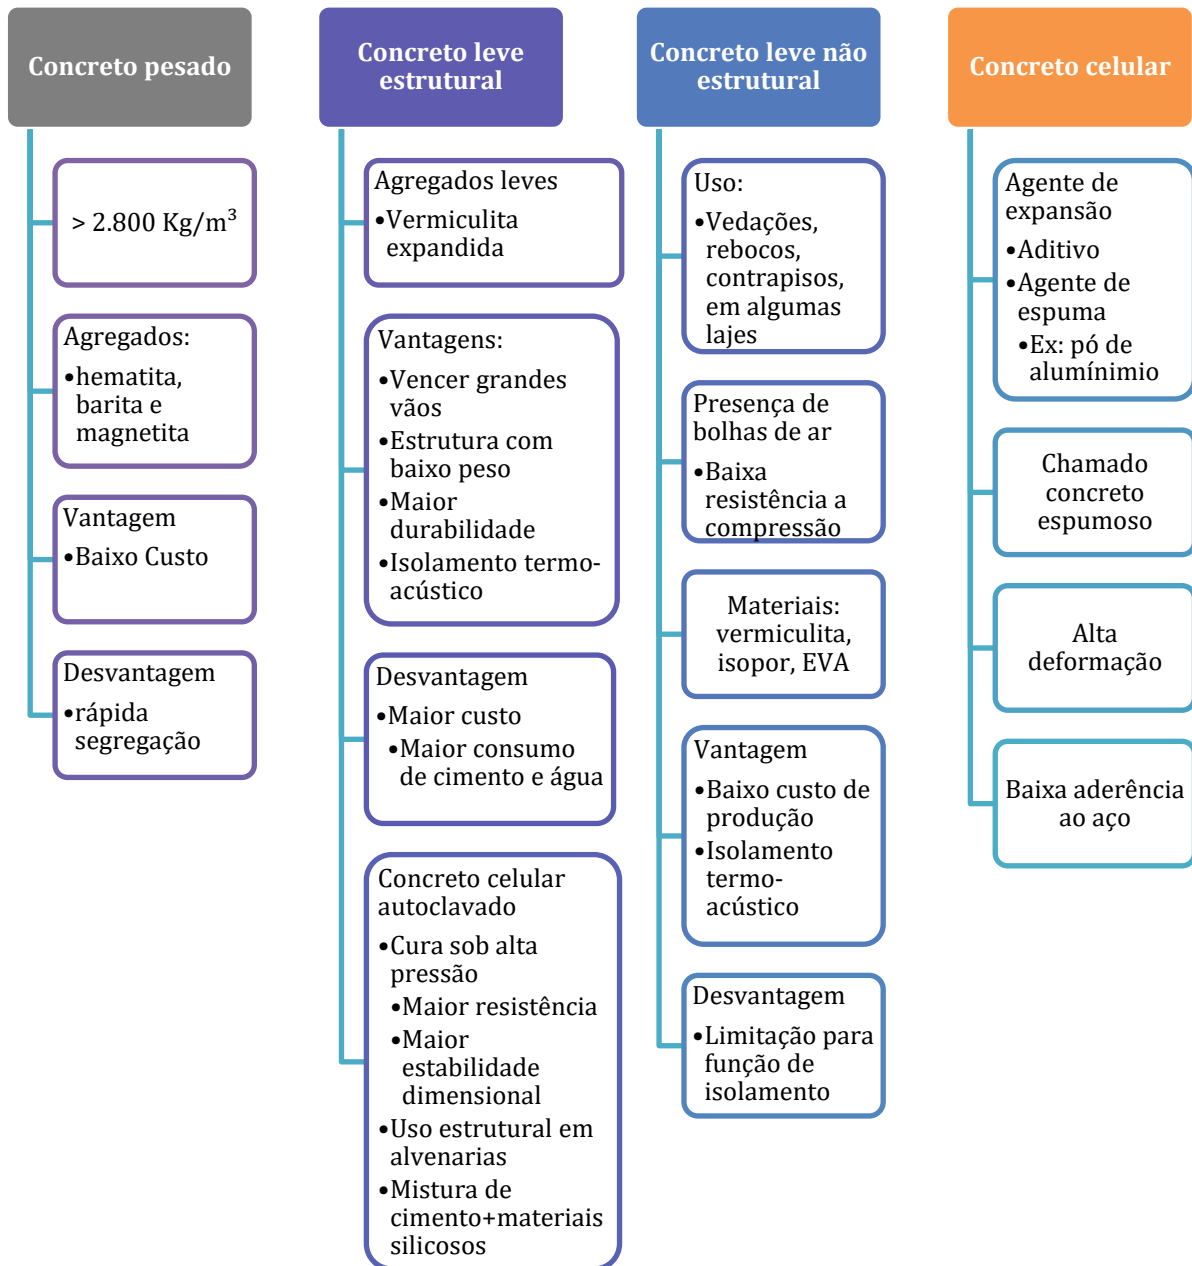 Concreto pesado
> 2.800 Kg/m³
Agregados:
•hematita,
barita e
magnetita
Vantagem
•Baixo Custo
Desvantagem
•rápida
segregação
Concreto leve
estrutural
Agregados leves
•Vermiculita
expandida
Vantagens:
•Vencer grandes
vãos
•Estrutura com
baixo peso
•Maior
durabilidade
•Isolamento termo-
acústico
Desvantagem
•Maior custo
•Maior consumo
de cimento e água
Concreto celular
autoclavado
•Cura sob alta
pressão
•Maior resistência
•Maior
estabilidade
dimensional
•Uso estrutural em
alvenarias
•Mistura de
cimento+materiais
silicosos
Concreto leve não
estrutural
Uso:
•Vedações,
rebocos,
contrapisos,
em algumas
lajes
Presença de
bolhas de ar
•Baixa
resistência a
compressão
Materiais:
vermiculita,
isopor, EVA
Vantagem
•Baixo custo de
produção
•Isolamento
termo-
acústico
Desvantagem
•Limitação para
função de
isolamento
Concreto celular
Agente de
expansão
•Aditivo
•Agente de
espuma
•Ex: pó de
alumínimio
Chamado
concreto
espumoso
Alta
deformação
Baixa aderência
ao aço